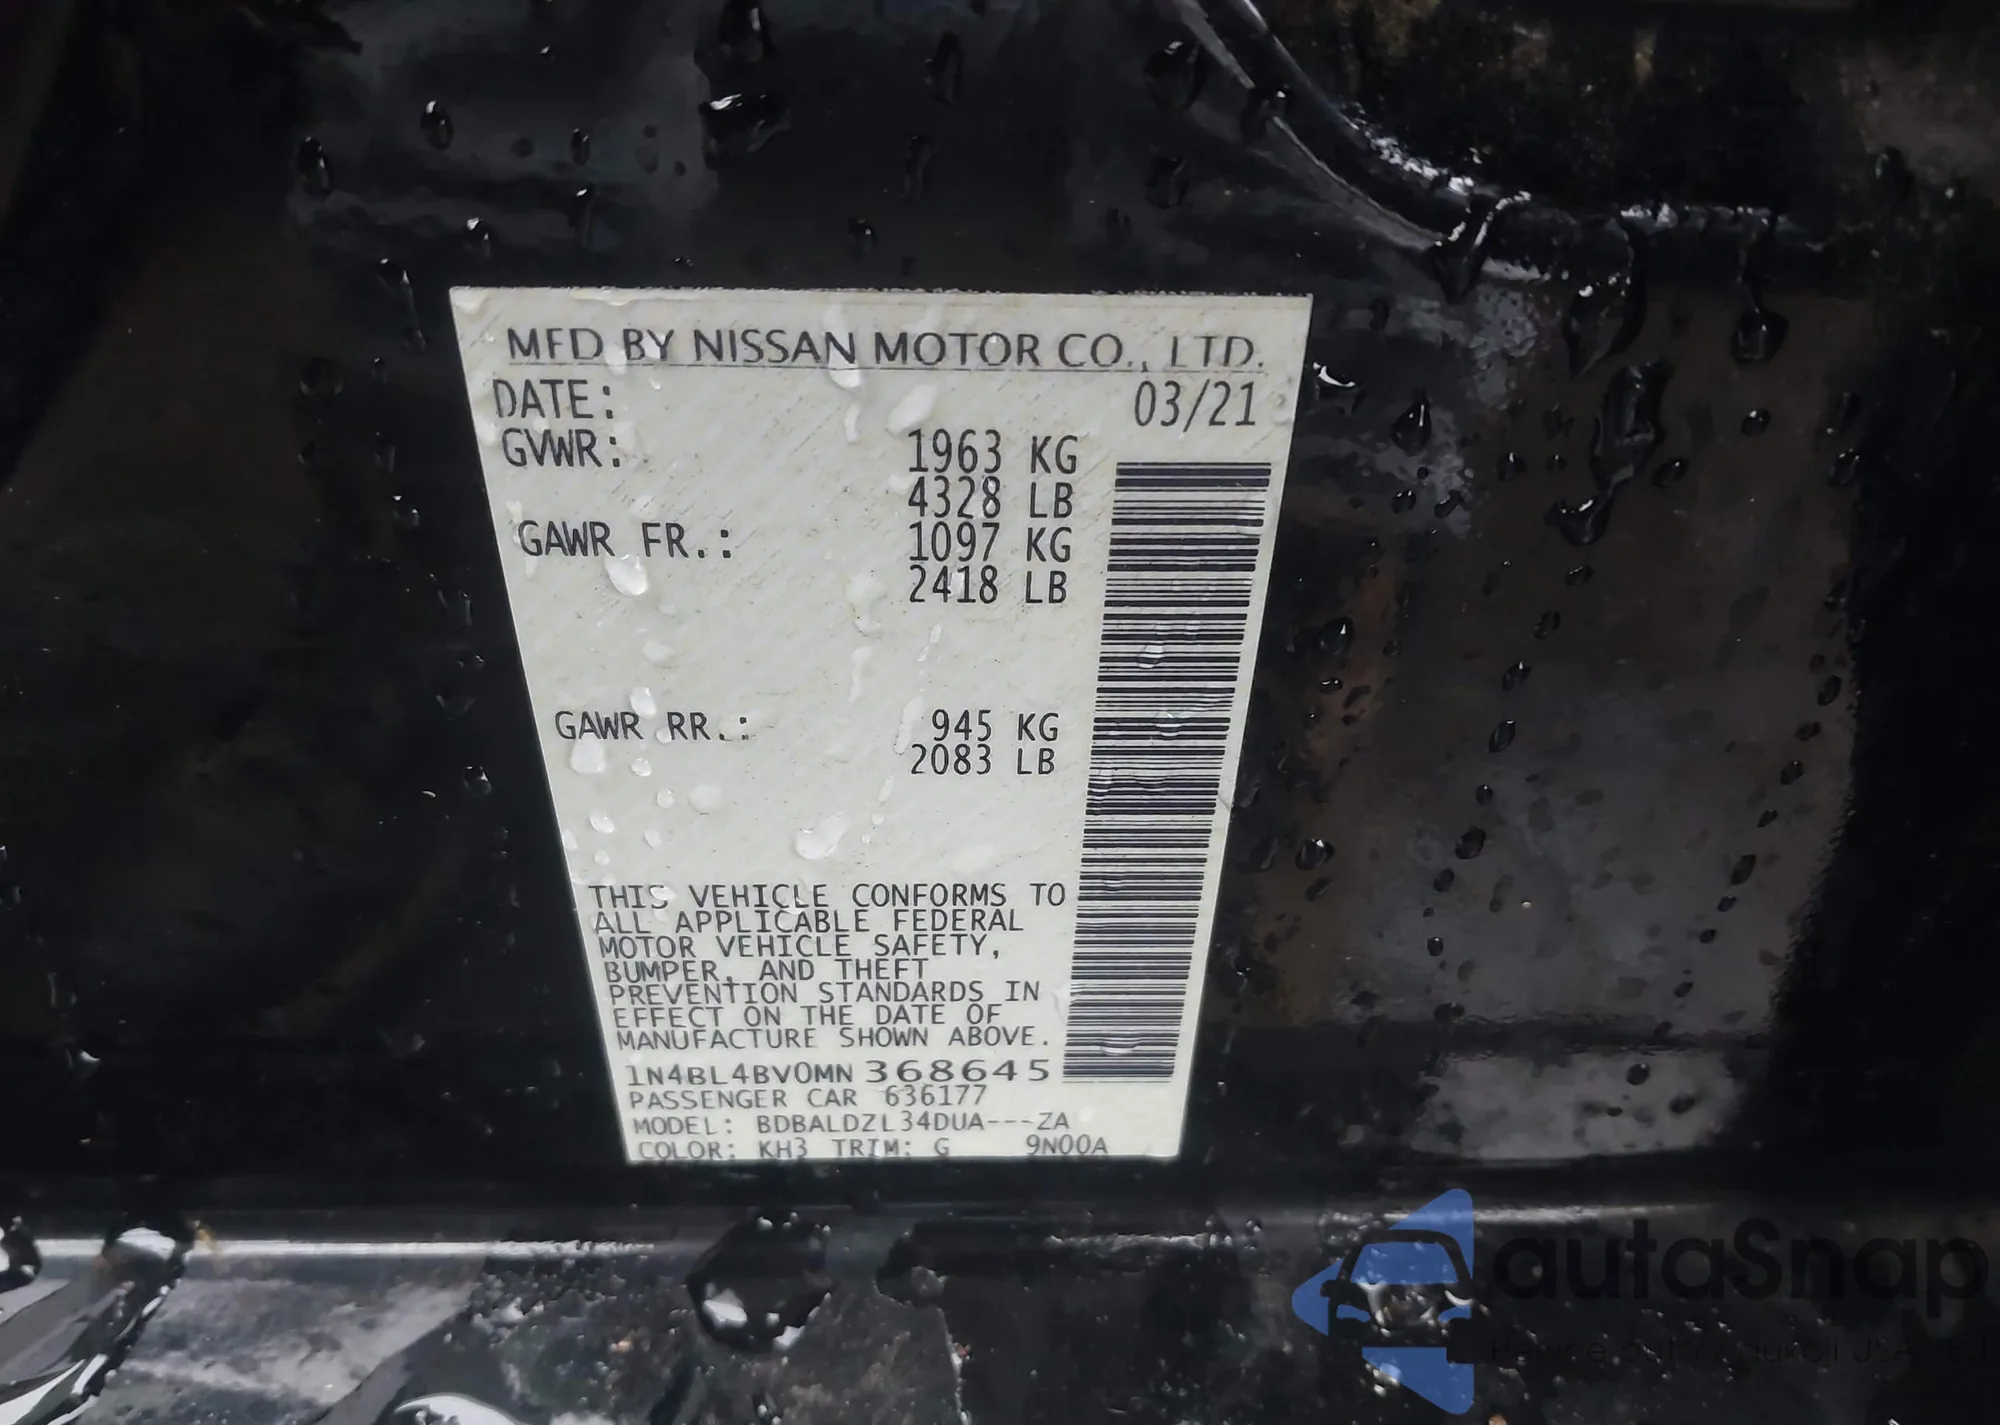 MFD BY NISSAN MOTOR CO., LTD.
DATE: 03/21
GVWR: 1963 KG
4328 LB
GAWR FR.: 1097 KG
2418 LB
GAWR RR.: 945 KG
2083 LB
THIS VEHICLE CONFORMS TO
ALL APPLICABLE FEDERAL
MOTOR VEHICLE SAFETY,
BUMPER, AND THEFT
PREVENTION STANDARDS IN
EFFECT ON THE DATE OF
MANUFACTURE SHOWN ABOVE.
1N4BL4BV0MN368645
PASSENGER CAR 636177
MODEL: BDBALDZL34DUA---ZA
COLOR: KH3 TRIM: G 9N00A
autaSnap
auta z USA